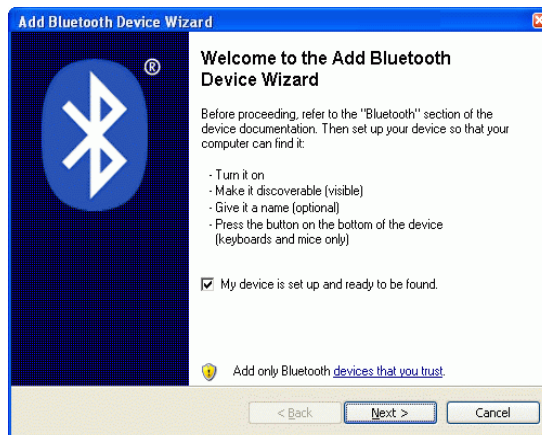 Add Bluetooth Device Wizard
®
Welcome to the Add Bluetooth
Device Wizard
Before proceeding, refer to the "Bluetooth" section of the
device documentation. Then set up your device so that your
computer can find it:
- Turn it on
- Make it discoverable (visible)
- Give it a name (optional)
- Press the button on the bottom of the device
(keyboards and mice only)
My device is set up and ready to be found.
Add only Bluetooth devices that you trust.
< Back
Next >
Cancel